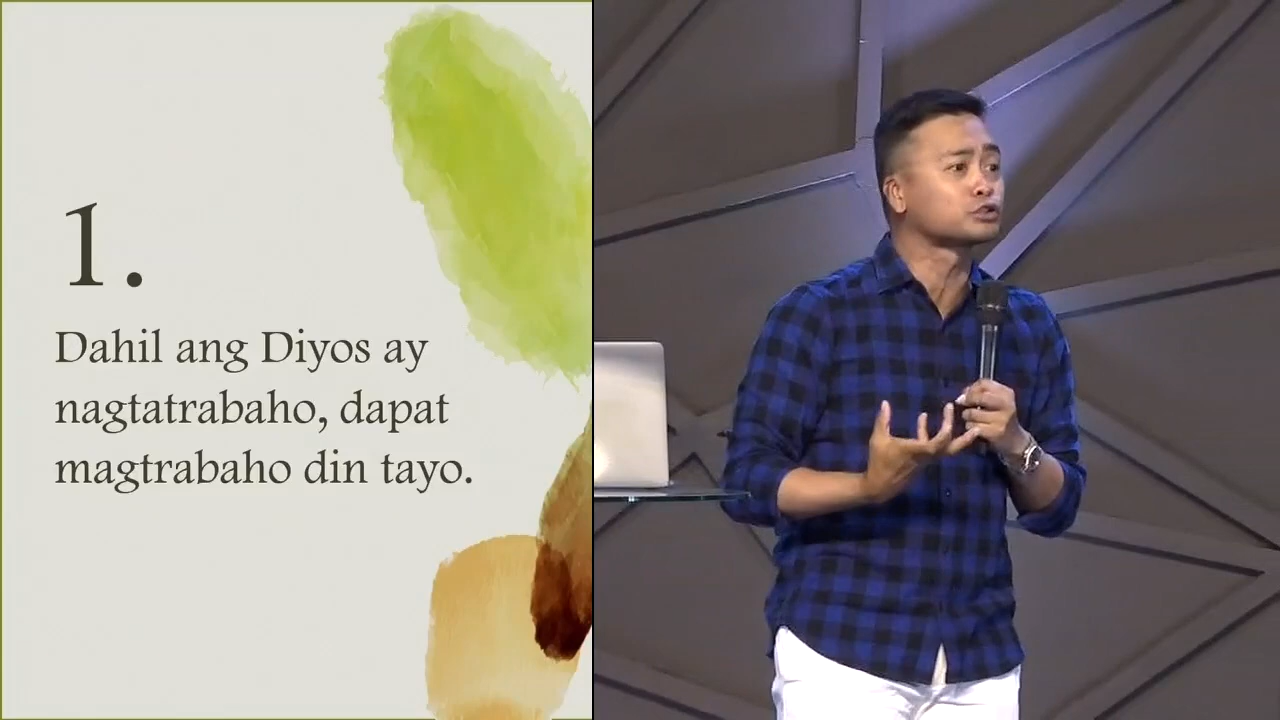 1.
Dahil ang Diyos ay
nagtatrabaho, dapat
magtrabaho din tayo.